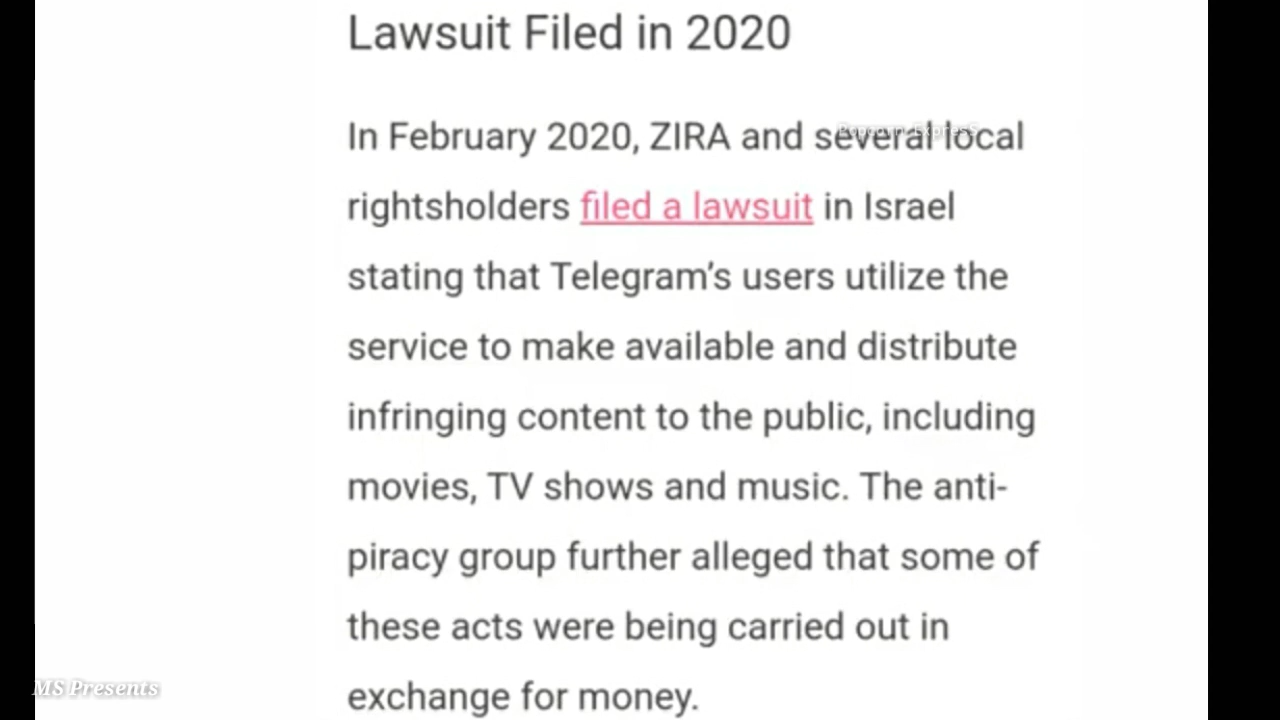 Lawsuit Filed in 2020
In February 2020, ZIRA and several local
rightsholders filed a lawsuit in Israel
stating that Telegram's users utilize the
service to make available and distribute
infringing content to the public, including
movies, TV shows and music. The anti-
piracy group further alleged that some of
these acts were being carried out in
exchange for money.
MS Presents